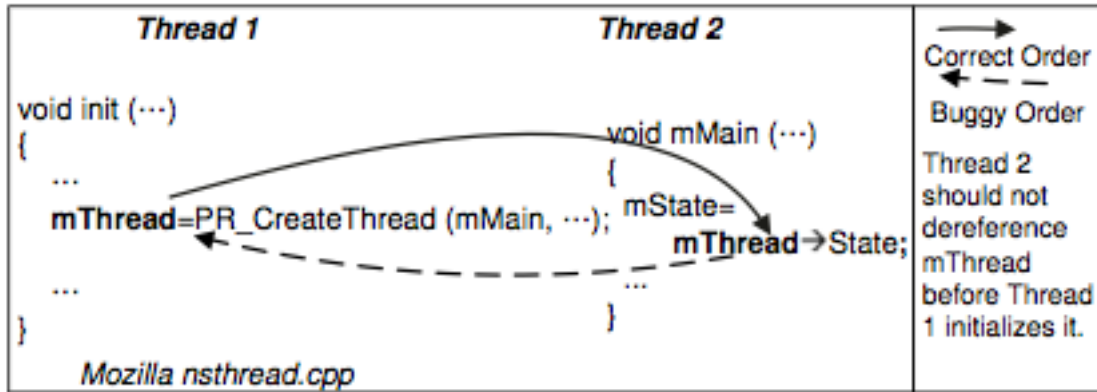 Thread 1
void init (⋯)
{
...
mThread=PR_CreateThread (mMain, ⋯);
...
}
Mozilla nsthread.cpp
Thread 2
void mMain (⋯)
{
mState=
mThread→State;
...
}
Correct Order
Buggy Order
Thread 2
should not
dereference
mThread
before Thread
1 initializes it.